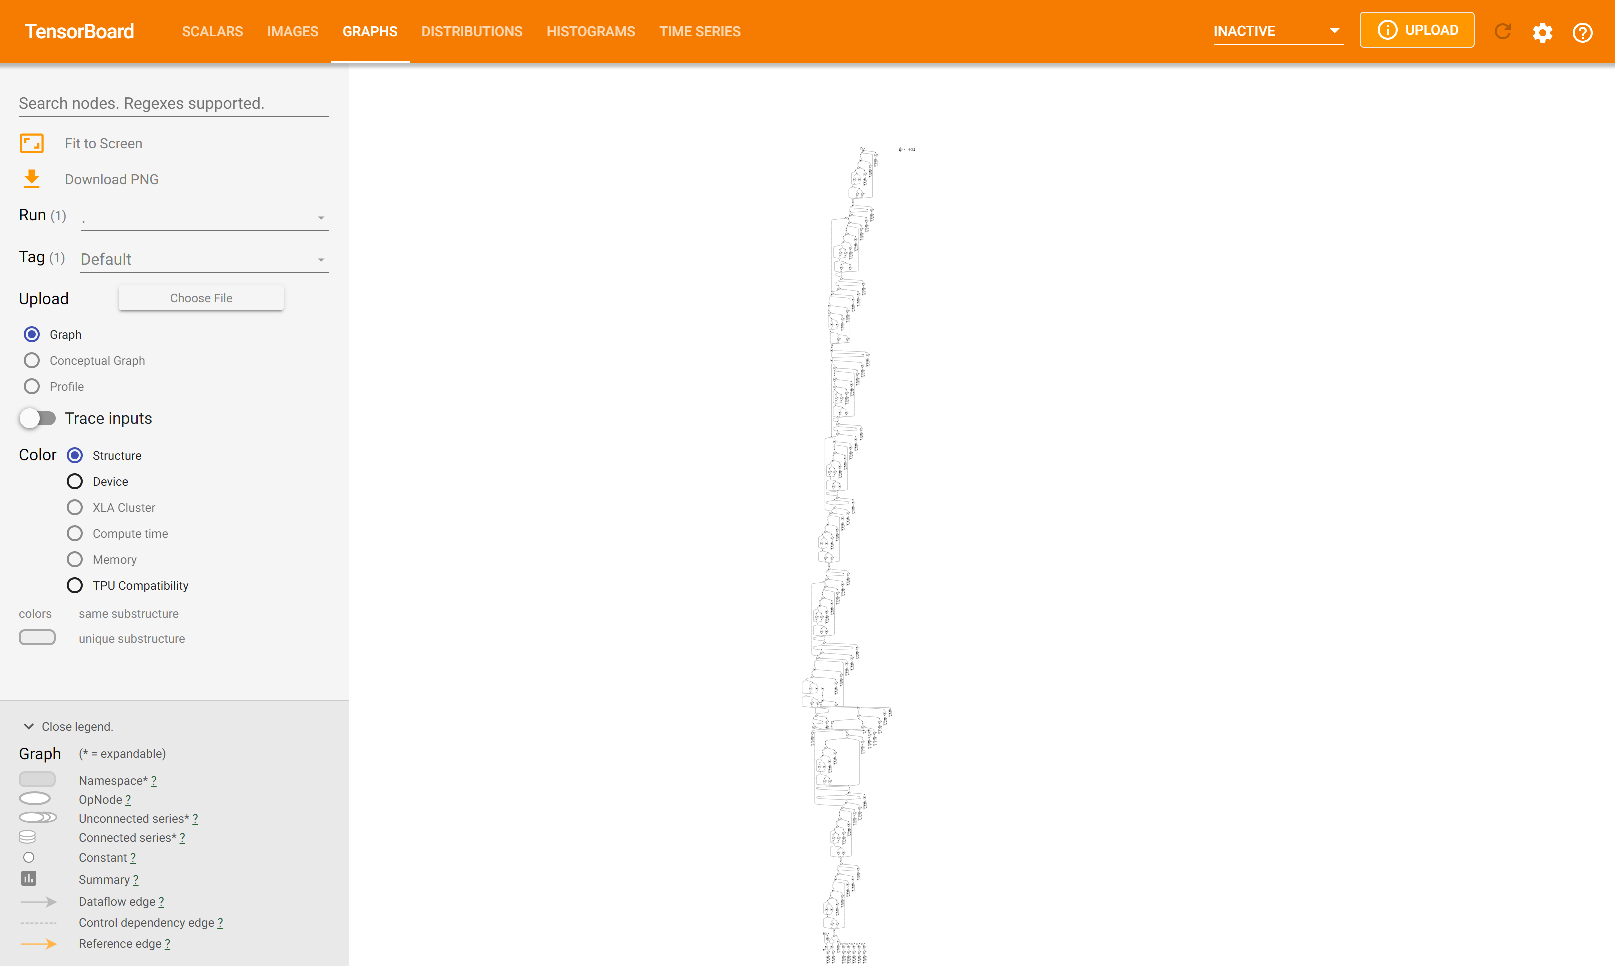 TensorBoard
SCALARS
IMAGES
GRAPHS
DISTRIBUTIONS
HISTOGRAMS
TIME SERIES
INACTIVE
UPLOAD
Search nodes. Regexes supported.
Fit to Screen
Download PNG
Run (1)
.
Tag (1)
Default
Upload
Choose File
Graph
Conceptual Graph
Profile
Trace inputs
Color
Structure
Device
XLA Cluster
Compute time
Memory
TPU Compatibility
colors
same substructure
unique substructure
Close legend.
Graph
(* = expandable)
Namespace* ?
OpNode ?
Unconnected series* ?
Connected series* ?
Constant ?
Summary ?
Dataflow edge ?
Control dependency edge ?
Reference edge ?